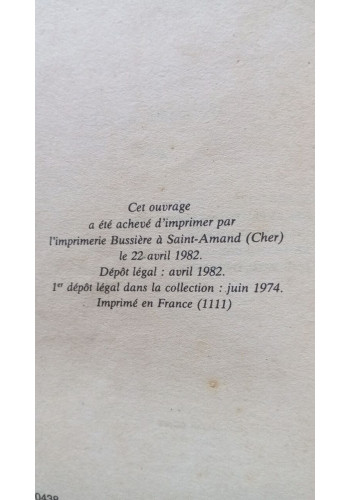 Cet ouvrage
a été achevé d'imprimer par
l'imprimerie Bussière à Saint-Amand (Cher)
le 22 avril 1982.
Dépôt légal : avril 1982.
1er dépôt légal dans la collection : juin 1974.
Imprimé en France (1111)